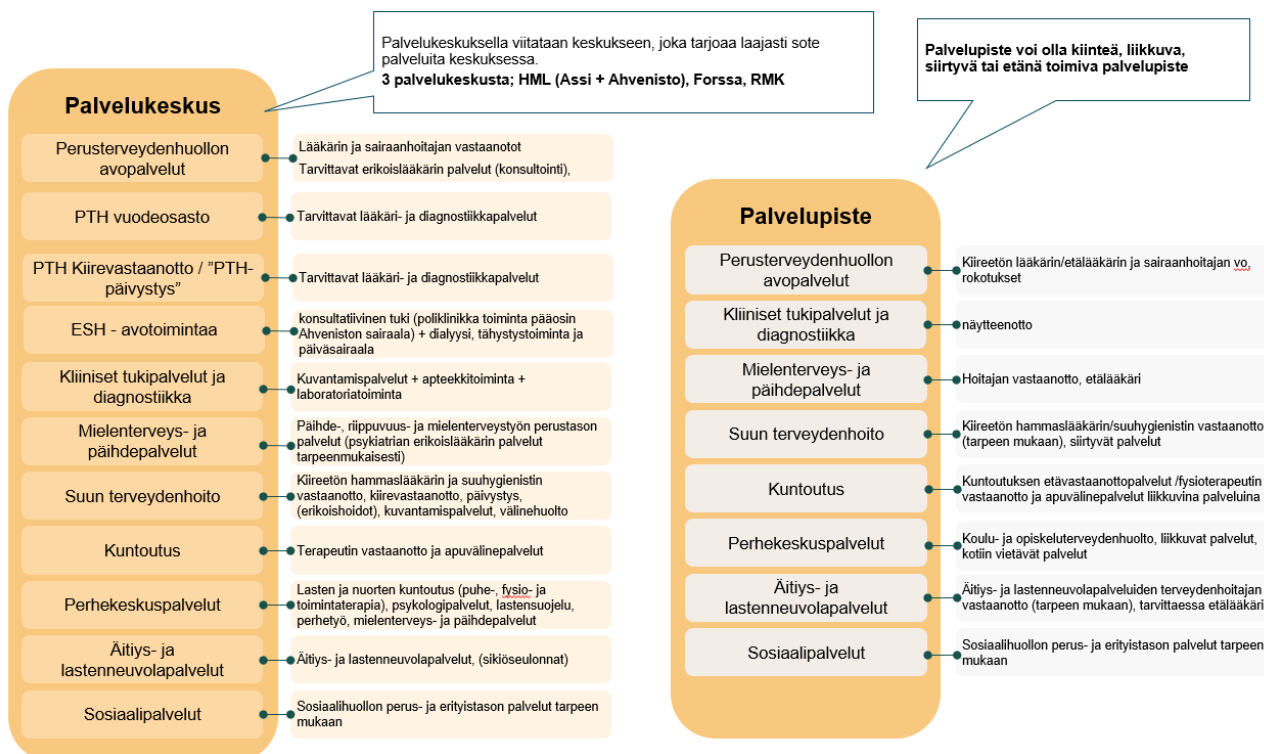 Palvelukeskuksella viitataan keskukseen, joka tarjoaa laajasti sote
palveluita keskuksessa.
3 palvelukeskusta; HML (Assi + Ahvenisto), Forssa, RMK
Palvelukeskus
Perusterveydenhuollon
avopalvelut
Lääkärin ja sairaanhoitajan vastaanotot
Tarvittavat erikoislääkärin palvelut (konsultointi),
PTH vuodeosasto
Tarvittavat lääkäri- ja diagnostiikkapalvelut
PTH Kiirevastaanotto / ”PTH-
päivystys”
Tarvittavat lääkäri- ja diagnostiikkapalvelut
ESH - avotoimintaa
konsultatiivinen tuki (poliklinikka toiminta pääosin
Ahveniston sairaala) + dialyysi, tähystystoiminta ja
päiväsairaala
Kliiniset tukipalvelut ja
diagnostiikka
Kuvantamispalvelut + apteekkitoiminta +
laboratoriatoiminta
Mielenterveys- ja
päihdepalvelut
Päihde-, riippuvuus- ja mielenterveystyön perustason
palvelut (psykiatrian erikoislääkärin palvelut
tarpeenmukaisesti)
Suun terveydenhoito
Kiireetön hammaslääkärin ja suuhygienistin
vastaanotto, kiirevastaanotto, päivystys,
(erikoishoidot), kuvantamispalvelut, välinehuolto
Kuntoutus
Terapeutin vastaanotto ja apuvälinepalvelut
Perhekeskuspalvelut
Lasten ja nuorten kuntoutus (puhe-, fysio- ja
toimintaterapia), psykologipalvelut, lastensuojelu,
perhetyö, mielenterveys- ja päihdepalvelut
Äitiys- ja
lastenneuvolapalvelut
Äitiys- ja lastenneuvolapalvelut, (sikiöseulonnat)
Sosiaalipalvelut
Sosiaalihuollon perus- ja erityistason palvelut tarpeen
mukaan
Palvelupiste voi olla kiinteä, liikkuva,
siirtyvä tai etänä toimiva palvelupiste
Palvelupiste
Perusterveydenhuollon
avopalvelut
Kiireetön lääkärin/etälääkärin ja sairaanhoitajan vo,
rokotukset
Kliiniset tukipalvelut ja
diagnostiikka
näytteenotto
Mielenterveys- ja
päihdepalvelut
Hoitajan vastaanotto, etälääkäri
Suun terveydenhoito
Kiireetön hammaslääkärin/suuhygienistin vastaanotto
(tarpeen mukaan), siirtyvät palvelut
Kuntoutus
Kuntoutuksen etävastaanottopalvelut /fysioterapeutin
vastaanotto ja apuvälinepalvelut liikkuvina palveluina
Perhekeskuspalvelut
Koulu- ja opiskeluterveydenhuolto, liikkuvat palvelut,
kotiin vietävät palvelut
Äitiys- ja
lastenneuvolapalvelut
Äitiys- ja lastenneuvolapalveluiden terveydenhoitajan
vastaanotto (tarpeen mukaan), tarvittaessa etälääkäri
Sosiaalipalvelut
Sosiaalihuollon perus- ja erityistason palvelut tarpeen
mukaan